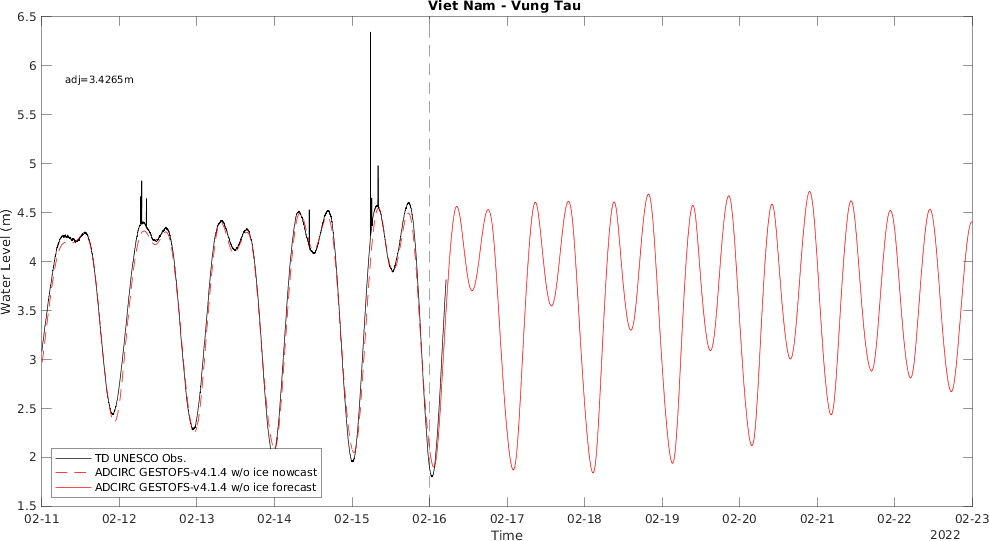 Viet Nam - Vung Tau
adj=3.4265m
Water Level (m)
6.5
6
5.5
5
4.5
4
3.5
3
2.5
2
1.5
TD UNESCO Obs.
ADCIRC GESTOFS-v4.1.4 w/o ice nowcast
ADCIRC GESTOFS-v4.1.4 w/o ice forecast
02-11 02-12 02-13 02-14 02-15 02-16 02-17 02-18 02-19 02-20 02-21 02-22 02-23
Time
2022